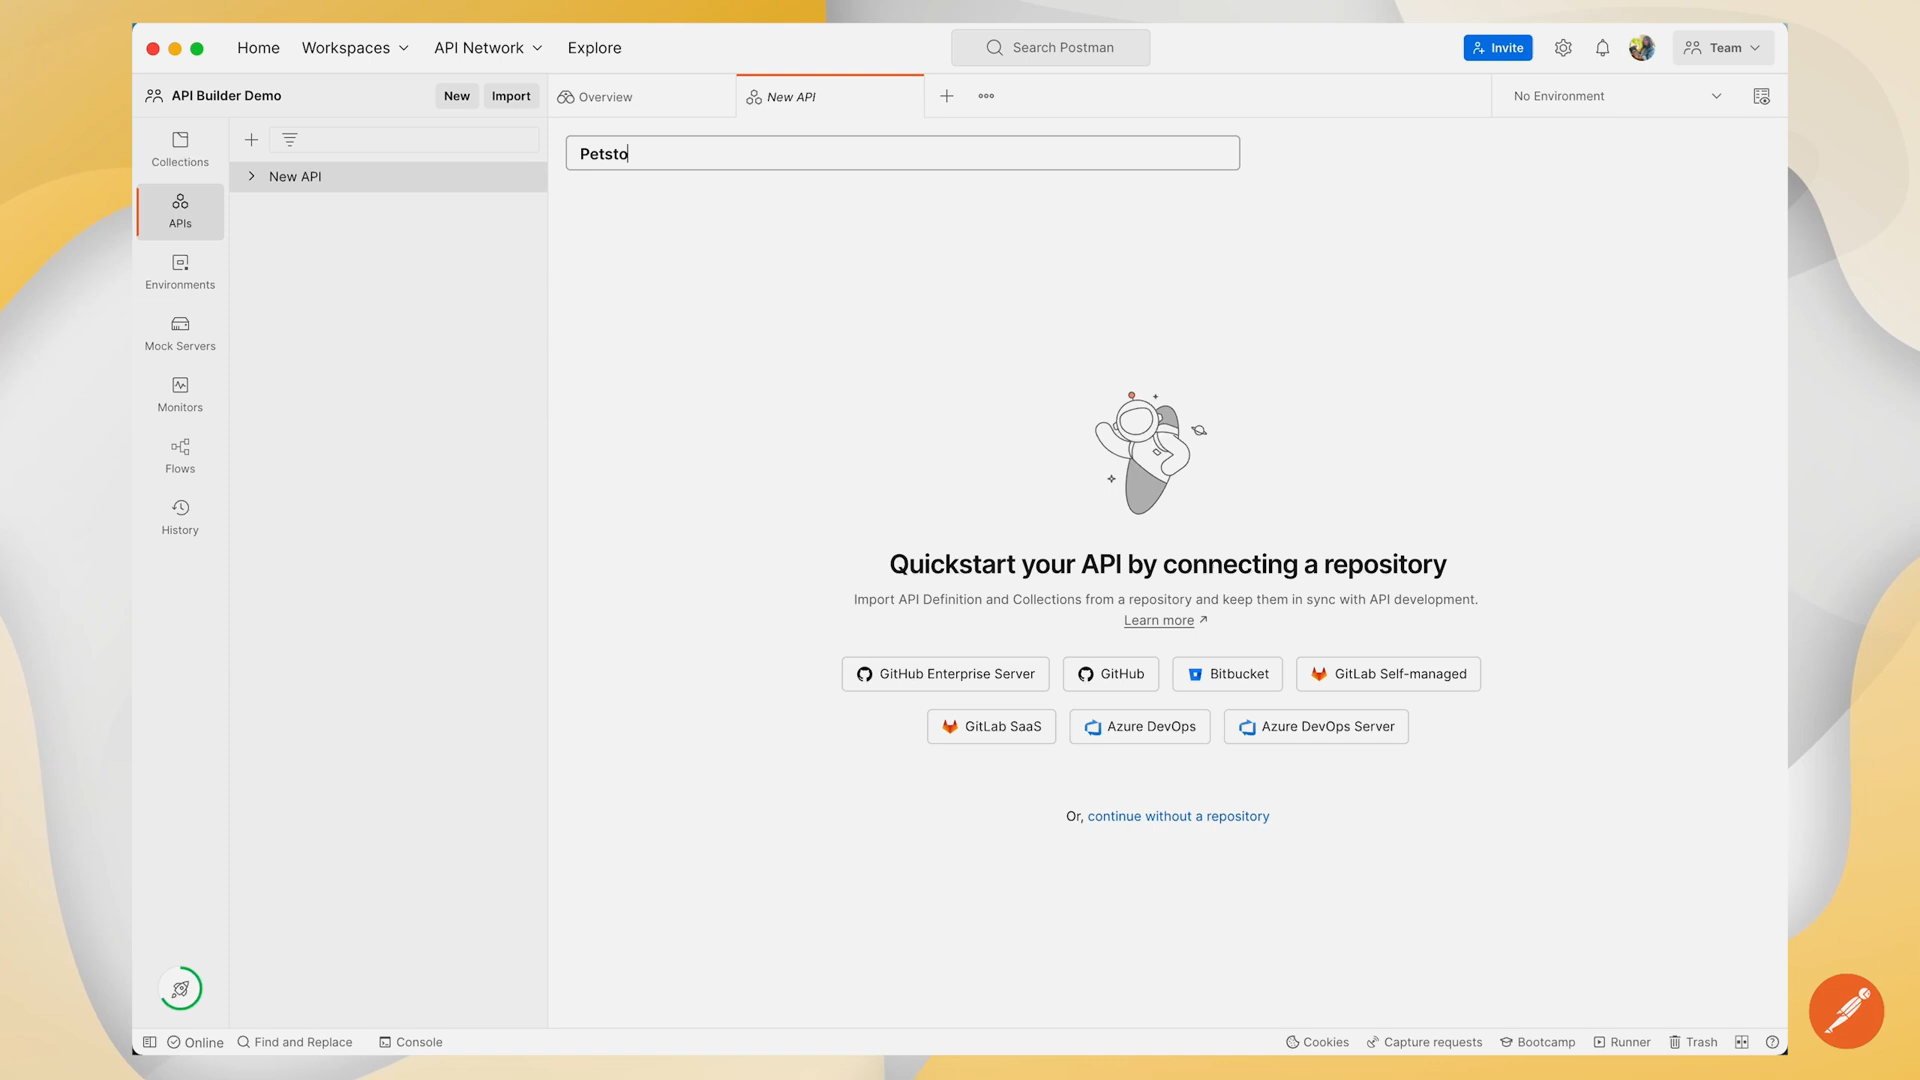 Home Workspaces API Network Explore Search Postman Invite Team
API Builder Demo New Import Overview New API No Environment
Petsto
Collections
New API
APIs
Environments
Mock Servers
Monitors
Flows
History
Quickstart your API by connecting a repository
Import API Definition and Collections from a repository and keep them in sync with API development.
Learn more ↗
GitHub Enterprise Server GitHub Bitbucket GitLab Self-managed
GitLab SaaS Azure DevOps Azure DevOps Server
Or, continue without a repository
Online Find and Replace Console Cookies Capture requests Bootcamp Runner Trash